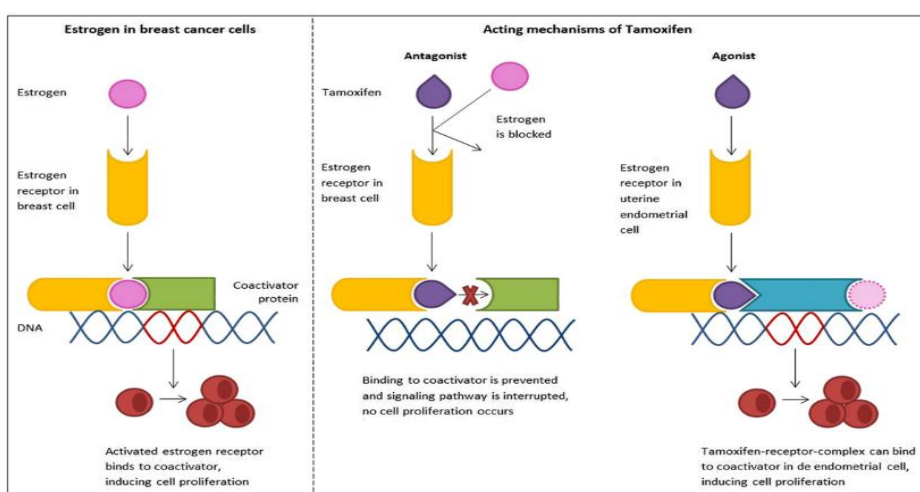 Estrogen in breast cancer cells
Estrogen
Estrogen
receptor in
breast cell
Coactivator
protein
DNA
Activated estrogen receptor
binds to coactivator,
inducing cell proliferation
Acting mechanisms of Tamoxifen
Antagonist
Tamoxifen
Estrogen
is blocked
Estrogen
receptor in
breast cell
Binding to coactivator is prevented
and signaling pathway is interrupted,
no cell proliferation occurs
Agonist
Estrogen
receptor in
uterine
endometrial
cell
Tamoxifen-receptor-complex can bind
to coactivator in de endometrial cell,
inducing cell proliferation